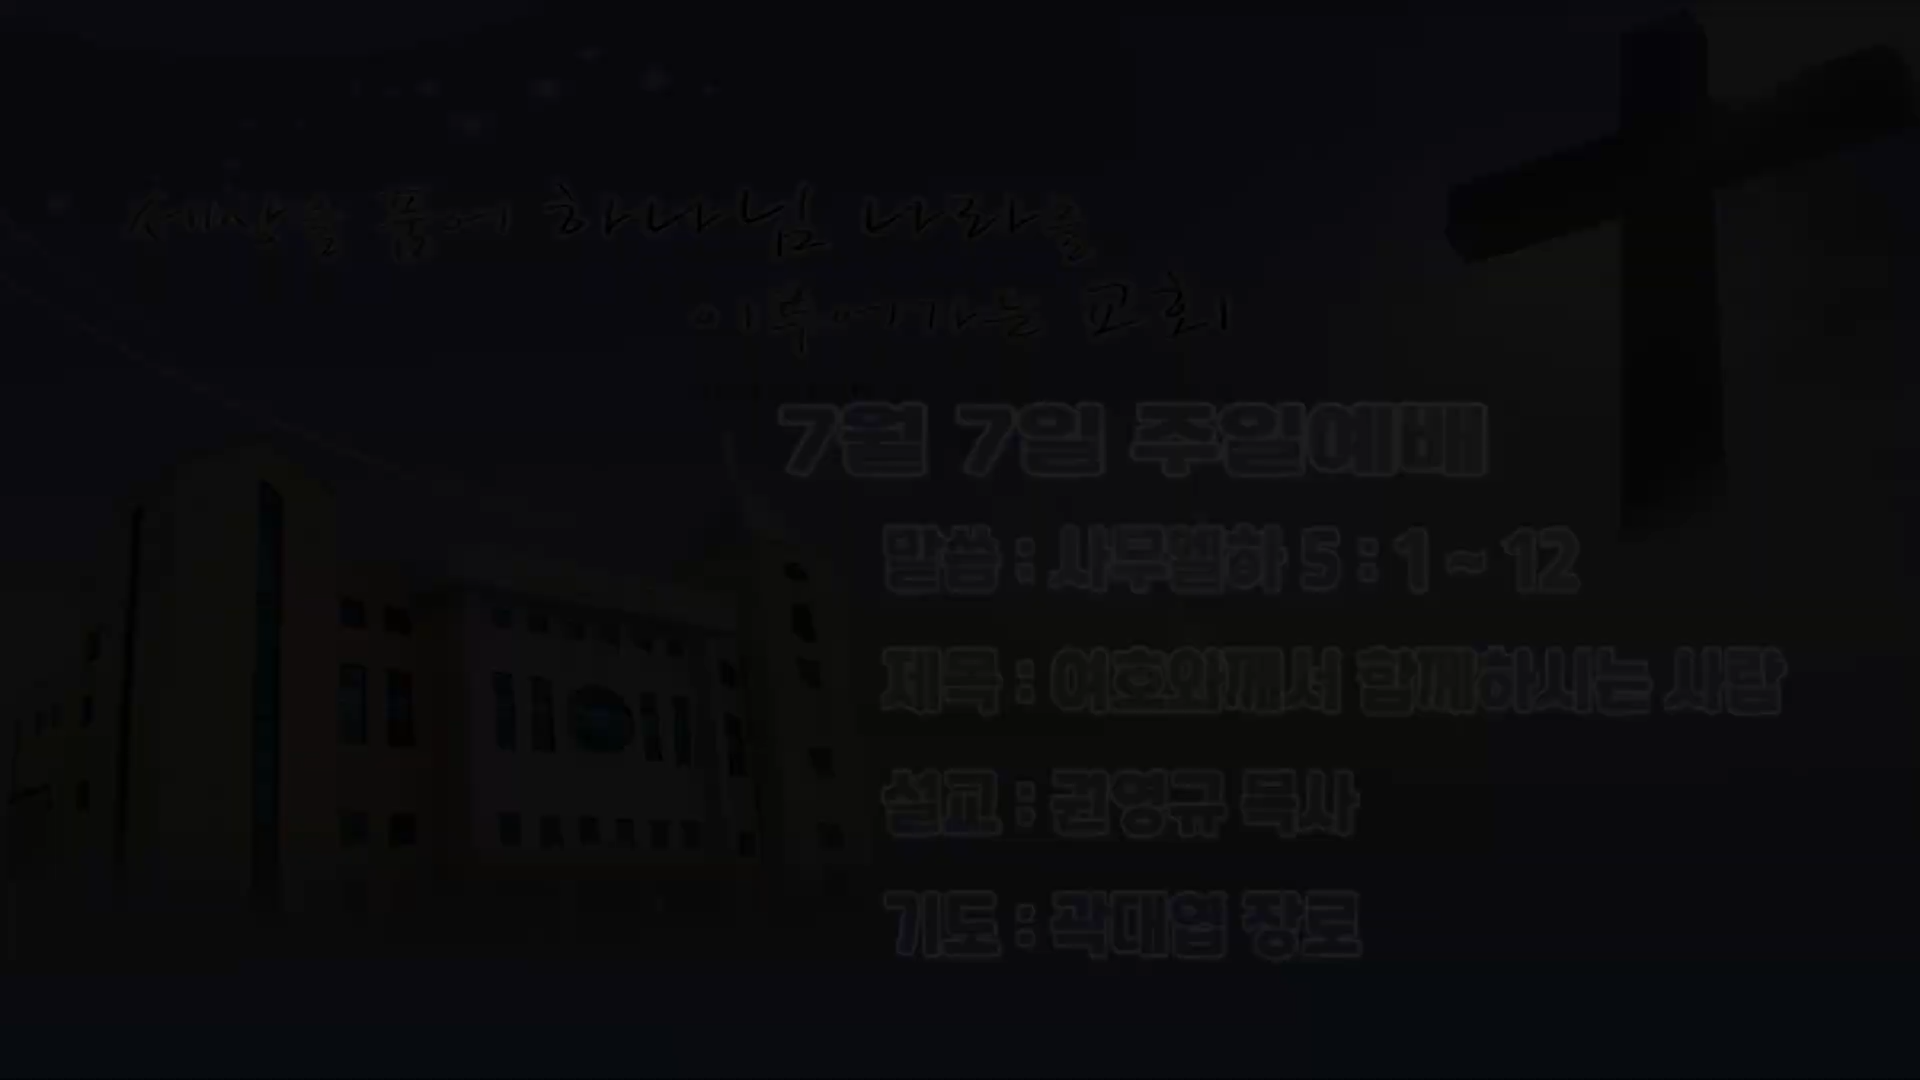 세상을 품에 하나님 나라를
이루어가는 교회
7월 7일 주일예배
말씀 : 사무엘하 5 : 1 ~ 12
제목 : 여호와께서 함께하시는 사람
설교 : 권영규 목사
기도 : 곽대엽 장로